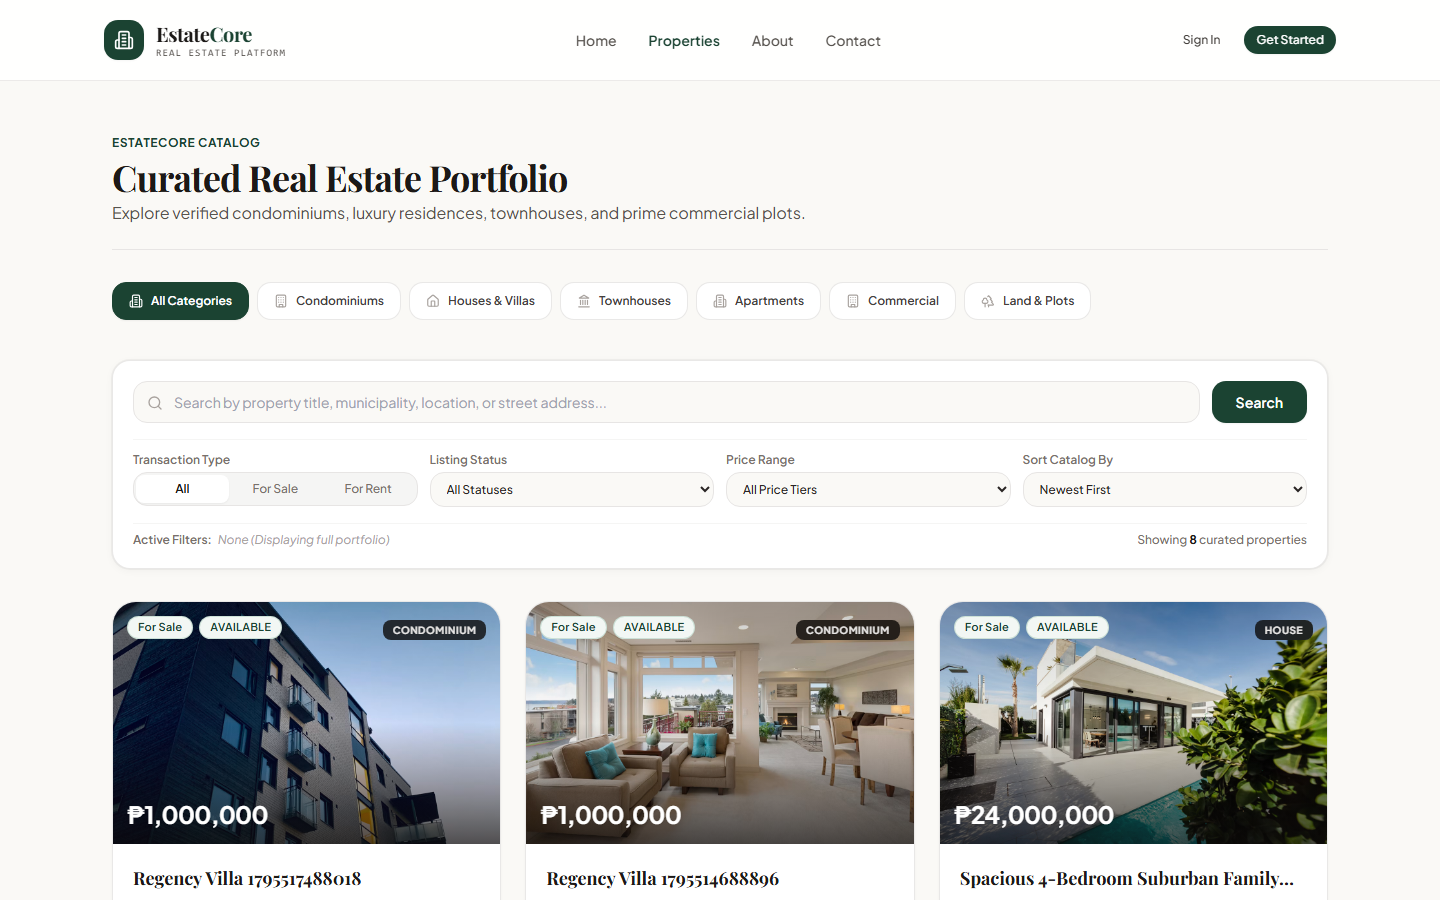 EstateCore
REAL ESTATE PLATFORM
Home
Properties
About
Contact
Sign In
Get Started
ESTATECORE CATALOG
Curated Real Estate Portfolio
Explore verified condominiums, luxury residences, townhouses, and prime commercial plots.
All Categories
Condominiums
Houses & Villas
Townhouses
Apartments
Commercial
Land & Plots
Search by property title, municipality, location, or street address...
Search
Transaction Type
Listing Status
Price Range
Sort Catalog By
All
For Sale
For Rent
All Statuses
All Price Tiers
Newest First
Active Filters: None (Displaying full portfolio)
Showing 8 curated properties
For Sale
AVAILABLE
CONDOMINIUM
₱1,000,000
Regency Villa 1795517488018
For Sale
AVAILABLE
CONDOMINIUM
₱1,000,000
Regency Villa 1795514688896
For Sale
AVAILABLE
HOUSE
₱24,000,000
Spacious 4-Bedroom Suburban Family...